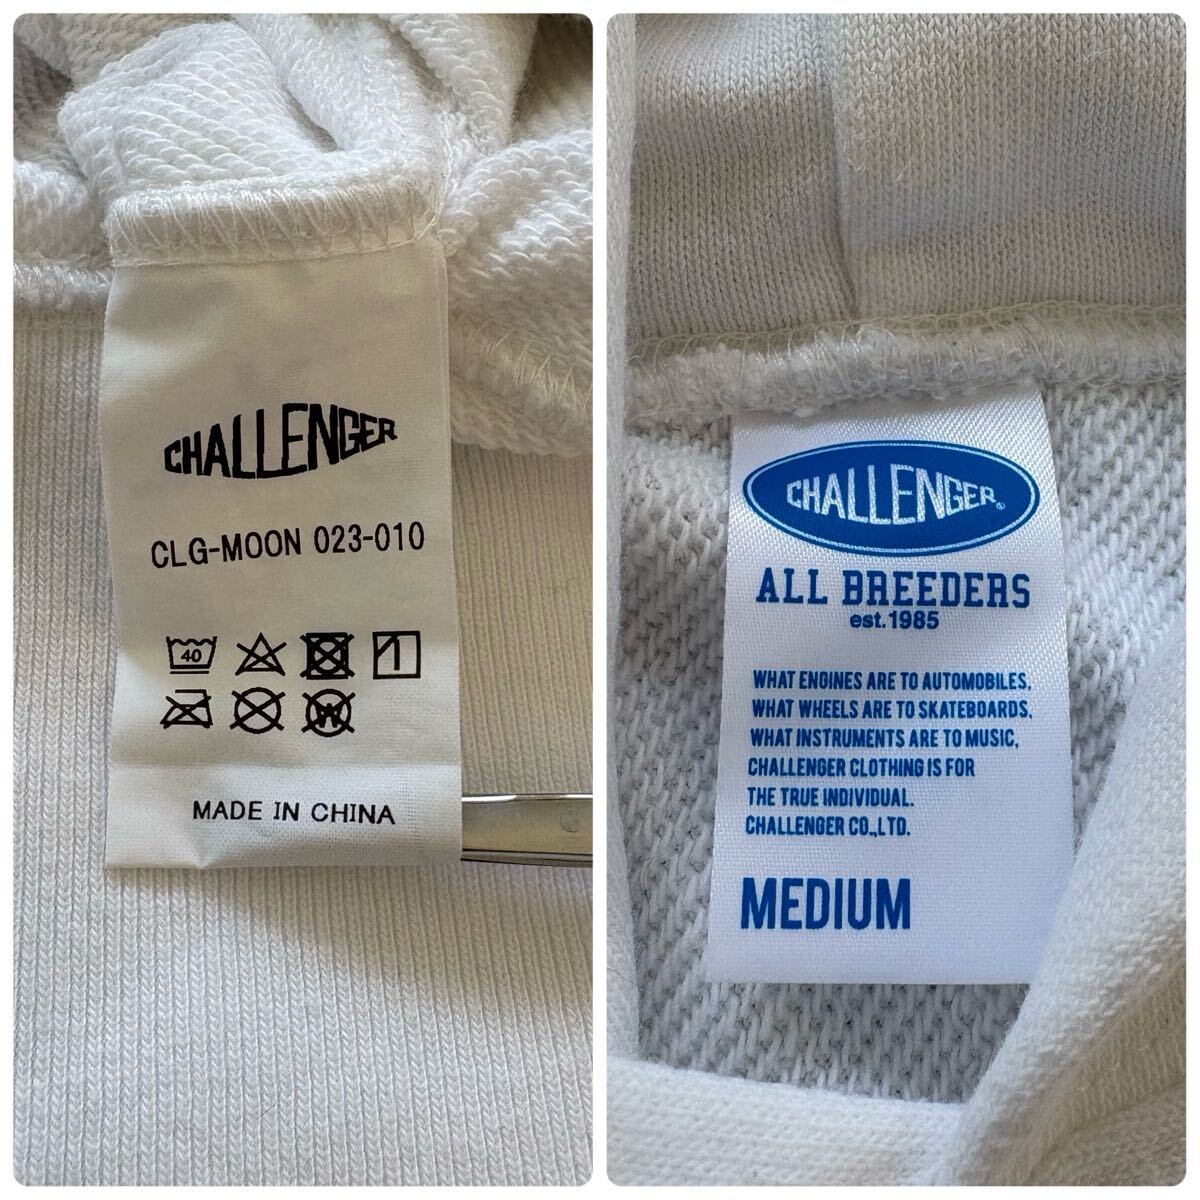 CHALLENGER
CLG-MOON 023-010
40
W
MADE IN CHINA
CHALLENGER®
ALL BREEDERS
est.1985
WHAT ENGINES ARE TO AUTOMOBILES,
WHAT WHEELS ARE TO SKATEBOARDS,
WHAT INSTRUMENTS ARE TO MUSIC,
CHALLENGER CLOTHING IS FOR
THE TRUE INDIVIDUAL.
CHALLENGER CO.,LTD.
MEDIUM